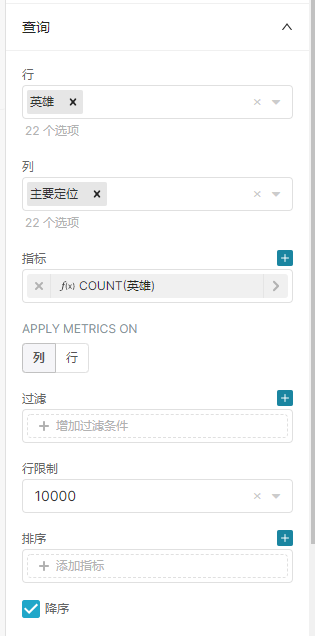 查询
行
英雄
22 个选项
列
主要定位
22 个选项
指标
f(x) COUNT(英雄)
APPLY METRICS ON
列 行
过滤
增加过滤条件
行限制
10000
排序
添加指标
降序